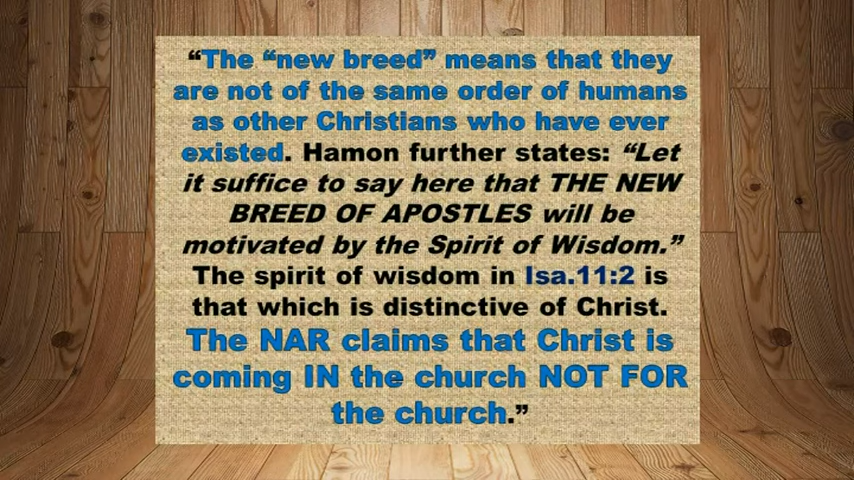 “The “new breed” means that they
are not of the same order of humans
as other Christians who have ever
existed. Hamon further states: “Let
it suffice to say here that THE NEW
BREED OF APOSTLES will be
motivated by the Spirit of Wisdom.”
The spirit of wisdom in Isa.11:2 is
that which is distinctive of Christ.
The NAR claims that Christ is
coming IN the church NOT FOR
the church.”